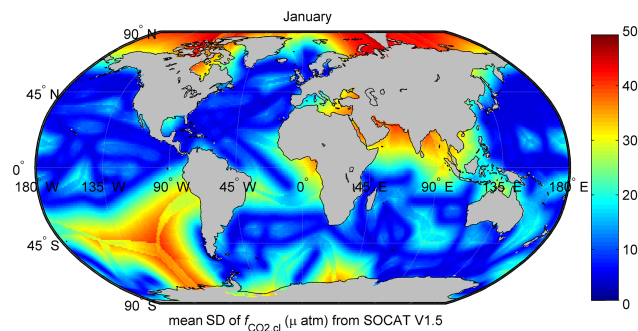 January
90° N
50
45° N
40
30
0°
180° W 135° W 90° W 45° W 0° 45° E 90° E 135° E 180° E
20
45° S
10
90° S
0
mean SD of fCO2,cl (μ atm) from SOCAT V1.5